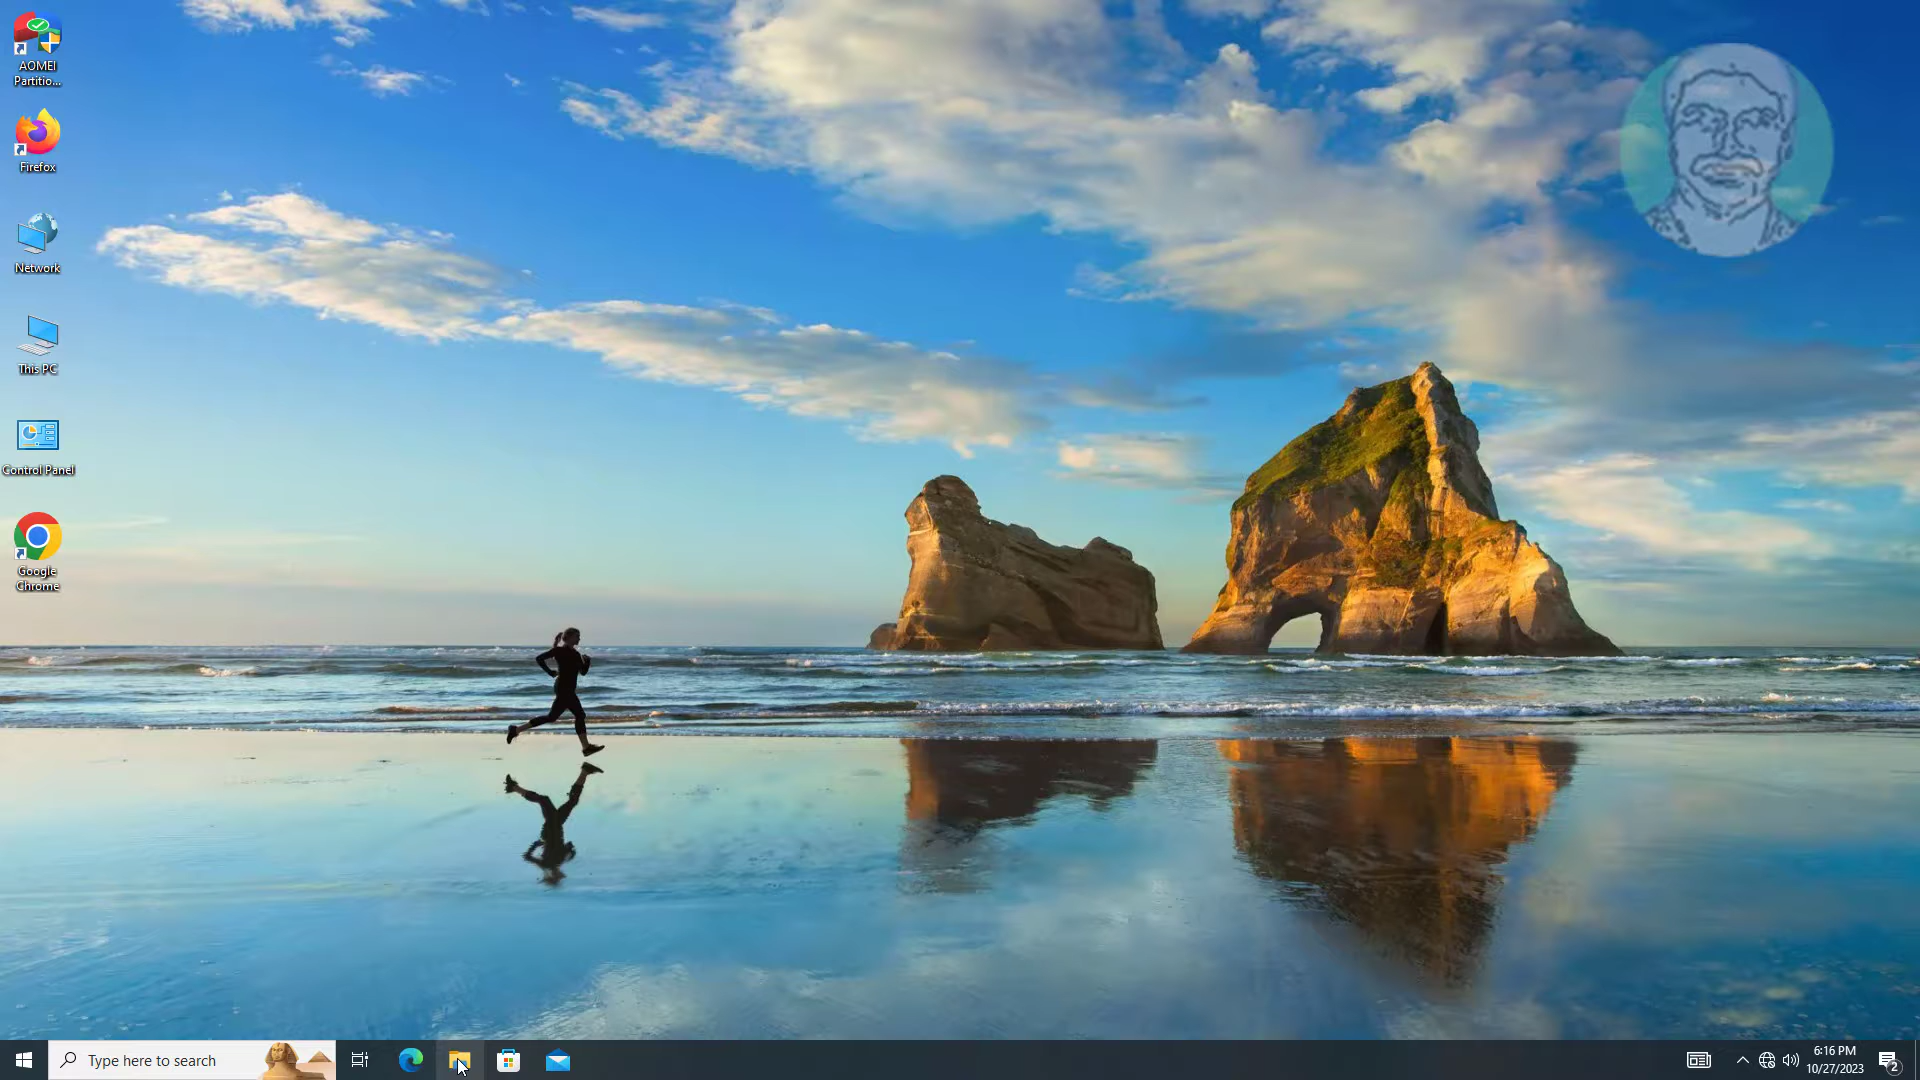 AOMEI
Partitio...
Firefox
Network
This PC
Control Panel
Google
Chrome
Type here to search
6:16 PM
10/27/2023
2